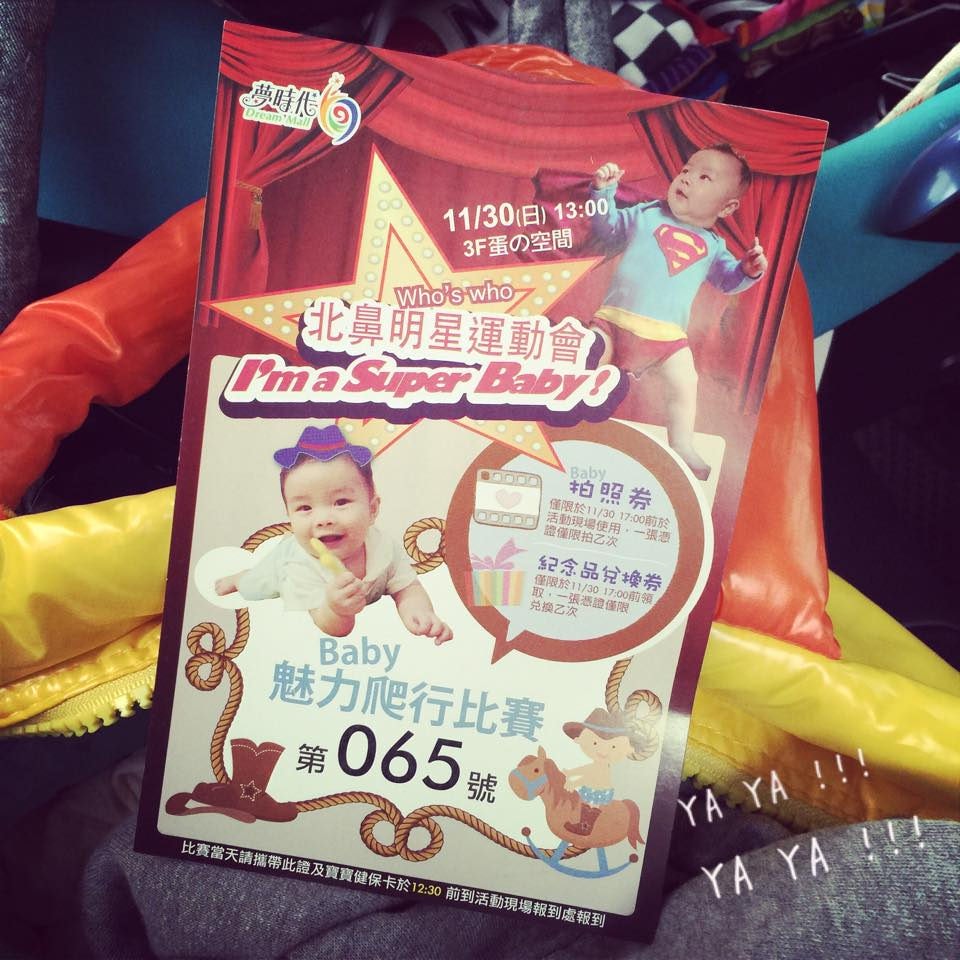 夢時代
Dream Mall
11/30(日) 13:00
3F蛋の空間
Who's who
北鼻明星運動會
I'm a Super Baby!
Baby
拍照券
僅限於11/30 17:00前於
活動現場使用，一張憑
證僅限拍乙次
紀念品兌換券
僅限於11/30 17:00前領
取，一張憑證僅限
兌換乙次
Baby
魅力爬行比賽
第 065 號
比賽當天請攜帶此證及寶寶健保卡於12:30 前到活動現場報到處報到
YA YA !!!
YA YA !!!